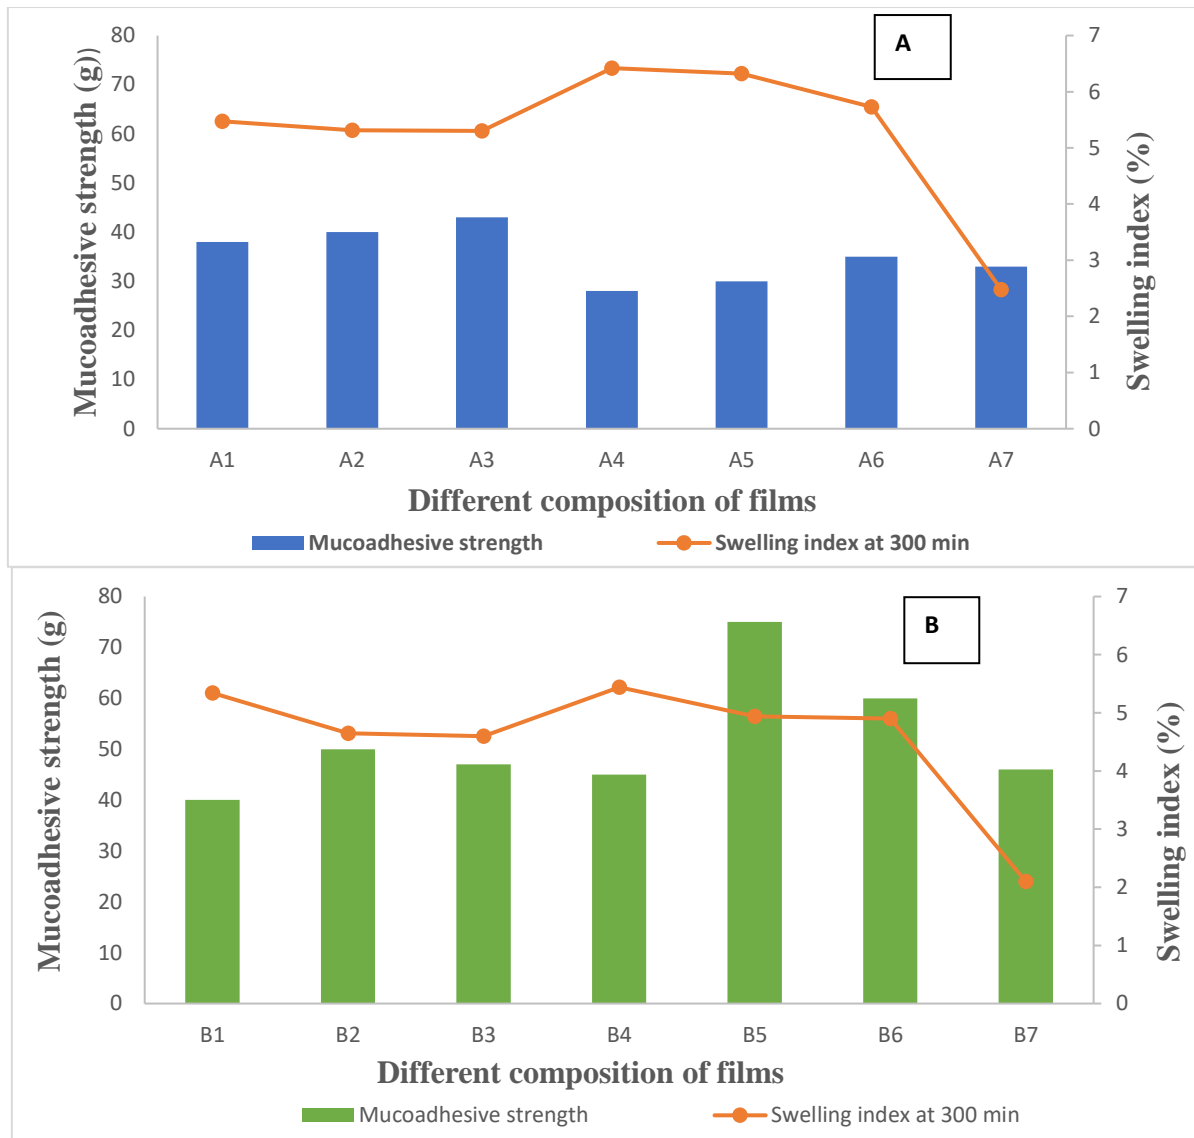 A
Mucoadhesive strength (g))
80
70
60
50
40
30
20
10
0
7
6
5
4
3
2
1
0
Swelling index (%)
A1 A2 A3 A4 A5 A6 A7
Different composition of films
Mucoadhesive strength Swelling index at 300 min
B
Mucoadhesive strength (g)
80
70
60
50
40
30
20
10
0
7
6
5
4
3
2
1
0
Swelling index (%)
B1 B2 B3 B4 B5 B6 B7
Different composition of films
Mucoadhesive strength Swelling index at 300 min